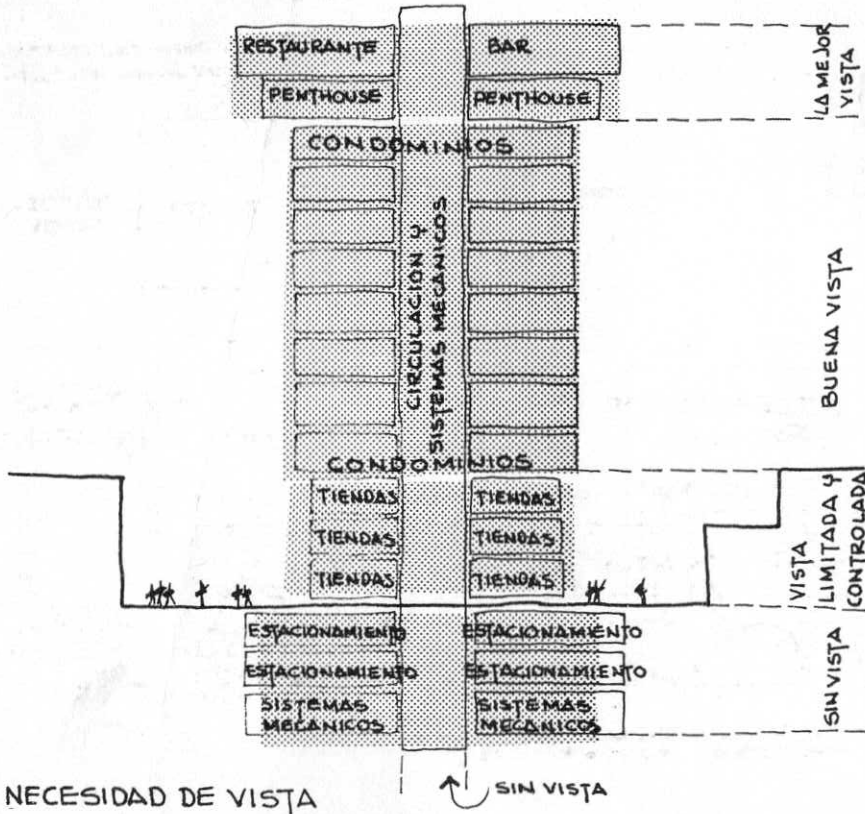 RESTAURANTE BAR
PENTHOUSE PENTHOUSE
LA MEJOR
VISTA
CONDOMINIOS
CIRCULACION Y
SISTEMAS MECANICOS
BUENA VISTA
CONDOMINIOS
TIENDAS TIENDAS
TIENDAS TIENDAS
TIENDAS TIENDAS
VISTA
LIMITADA Y
CONTROLADA
ESTACIONAMIENTO ESTACIONAMIENTO
ESTACIONAMIENTO ESTACIONAMIENTO
SISTEMAS
MECANICOS
SISTEMAS
MECANICOS
SIN VISTA
NECESIDAD DE VISTA
SIN VISTA